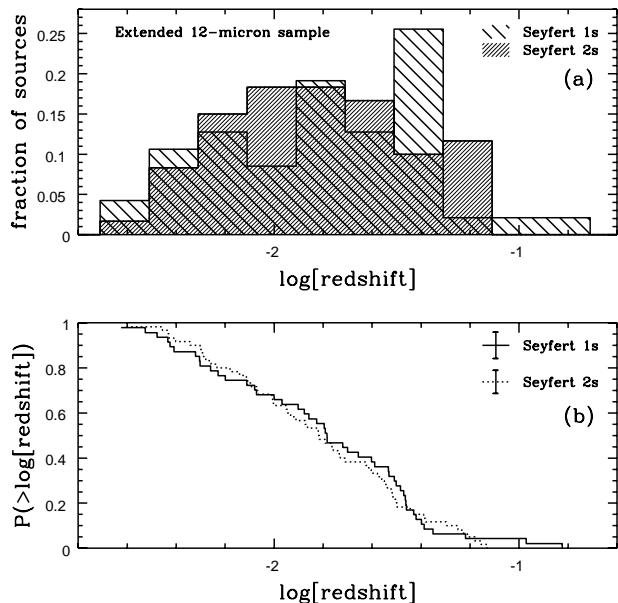 Extended 12-micron sample
Seyfert 1s
Seyfert 2s
(a)
fraction of sources
0.25
0.2
0.15
0.1
0.05
0
-2
-1
log[redshift]
Seyfert 1s
Seyfert 2s
(b)
P(>log[redshift])
1
0.8
0.6
0.4
0.2
0
-2
-1
log[redshift]